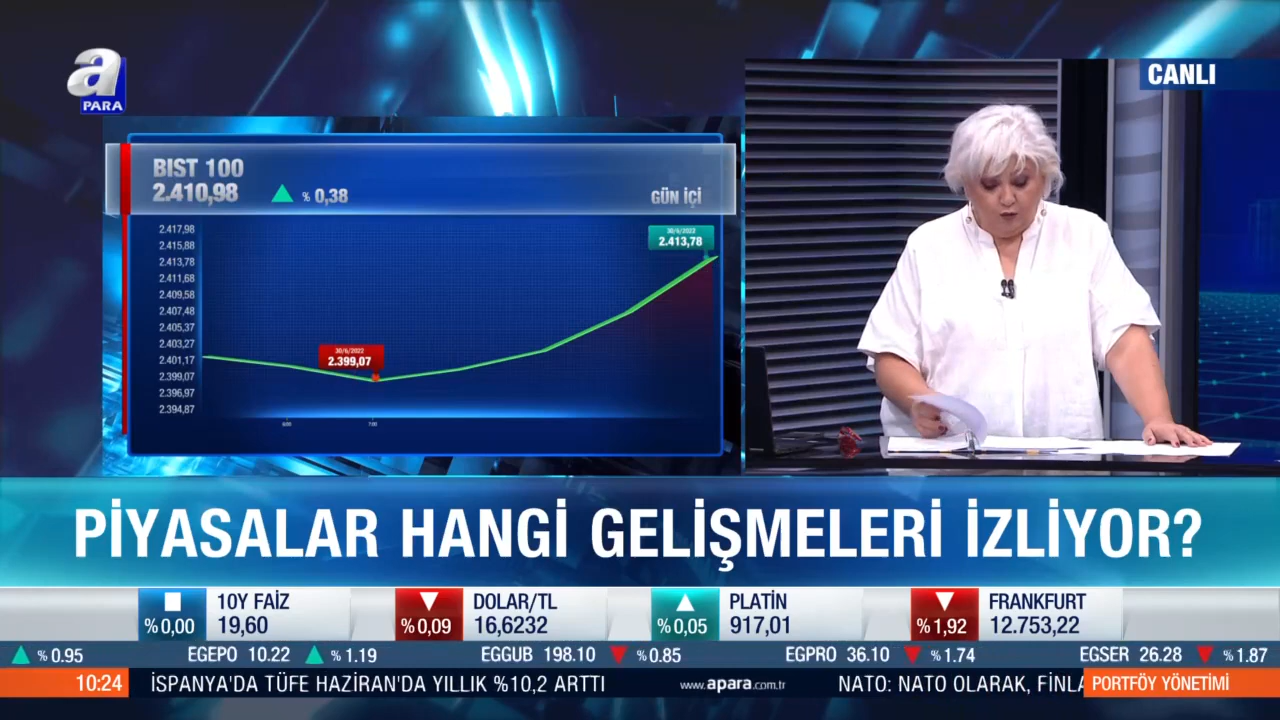 a
PARA
CANLI
BIST 100
2.410,98
% 0,38
GÜN İÇİ
2.417,98
2.415,88
2.413,78
2.411,68
2.409,58
2.407,48
2.405,37
2.403,27
2.401,17
2.399,07
2.396,97
2.394,87
30/6/2022
2.413,78
30/6/2022
2.399,07
7:00
PİYASALAR HANGİ GELİŞMELERİ İZLİYOR?
10Y FAİZ
% 0,00 19,60
DOLAR/TL
% 0,09 16,6232
PLATİN
% 0,05 917,01
FRANKFURT
% 1,92 12.753,22
% 0.95 EGEPO 10.22 % 1.19 EGGUB 198.10 % 0.85 EGPRO 36.10 % 1.74 EGSER 26.28 % 1.87
10:24 İSPANYA'DA TÜFE HAZİRAN'DA YILLIK %10,2 ARTTI www.apara.com.tr NATO: NATO OLARAK, FİNLA PORTFÖY YÖNETİMİ